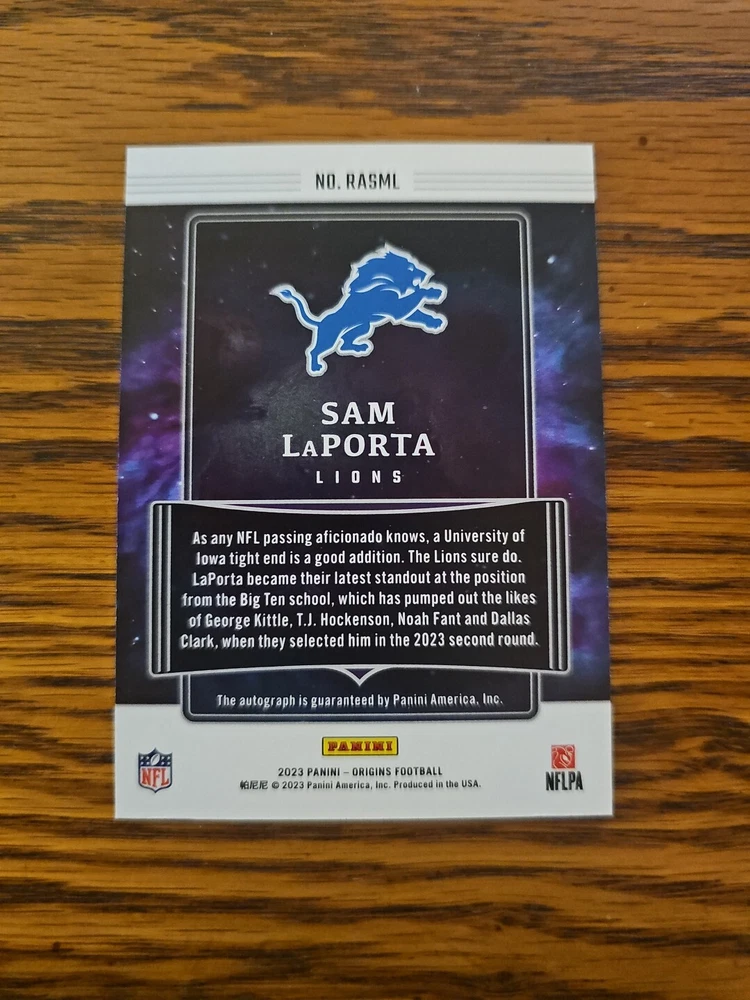 NO. RASML
SAM
LAPORTA
LIONS
As any NFL passing aficionado knows, a University of
Iowa tight end is a good addition. The Lions sure do.
LaPorta became their latest standout at the position
from the Big Ten school, which has pumped out the likes
of George Kittle, T.J. Hockenson, Noah Fant and Dallas
Clark, when they selected him in the 2023 second round.
The autograph is guaranteed by Panini America, Inc.
PANINI
NFL
2023 PANINI – ORIGINS FOOTBALL
帕尼尼 © 2023 Panini America, Inc. Produced in the USA.
NFLPA